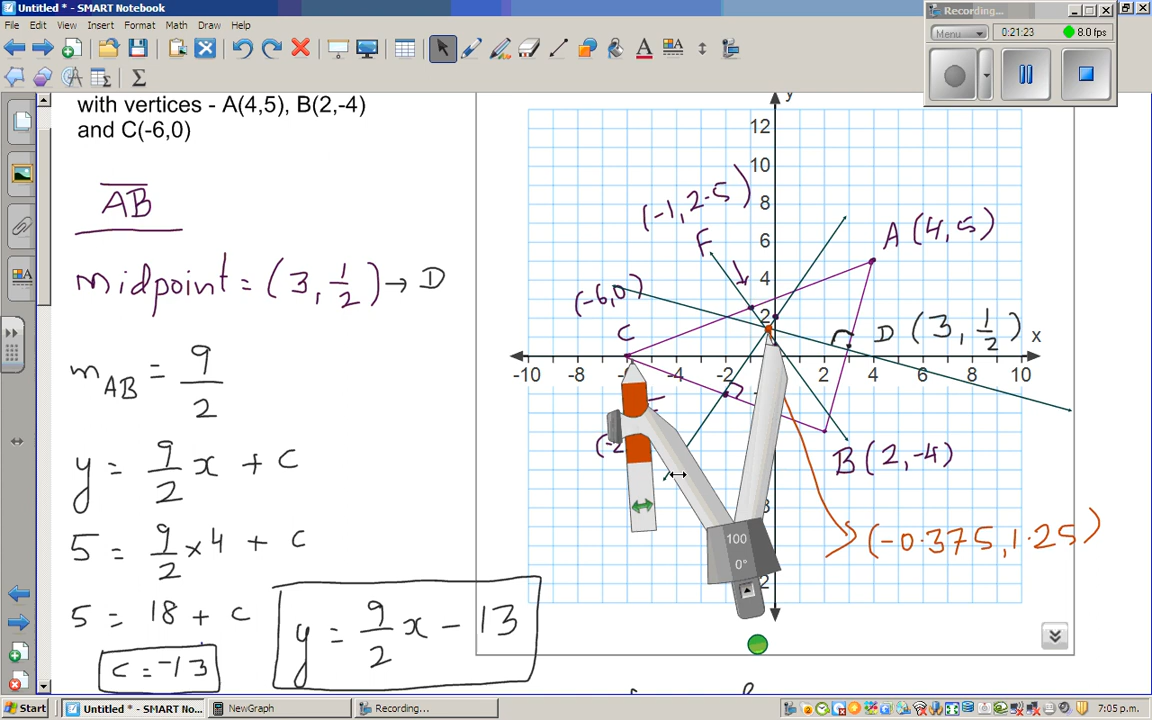 Untitled * - SMART Notebook
File Edit View Insert Format Math Draw Help
Recording...
Menu 0:21:23 8.0 fps
with vertices - A(4,5), B(2,-4)
and C(-6,0)
AB
Midpoint = (3, 1/2) → D
m AB = 9/2
y = 9/2 x + c
5 = 9/2 × 4 + c
5 = 18 + c
c = -13
y = 9/2 x - 13
y
12
10
8
6
4
2
(-1, 2.5)
F
A (4, 5)
(-6,0)
C
D (3, 1/2)
x
-10 -8 -6 -4 -2 2 4 6 8 10
(-2
B (2, -4)
(-0.375, 1.25)
100
0°
Start Untitled * - SMART No... NewGraph Recording... 7:05 p.m.